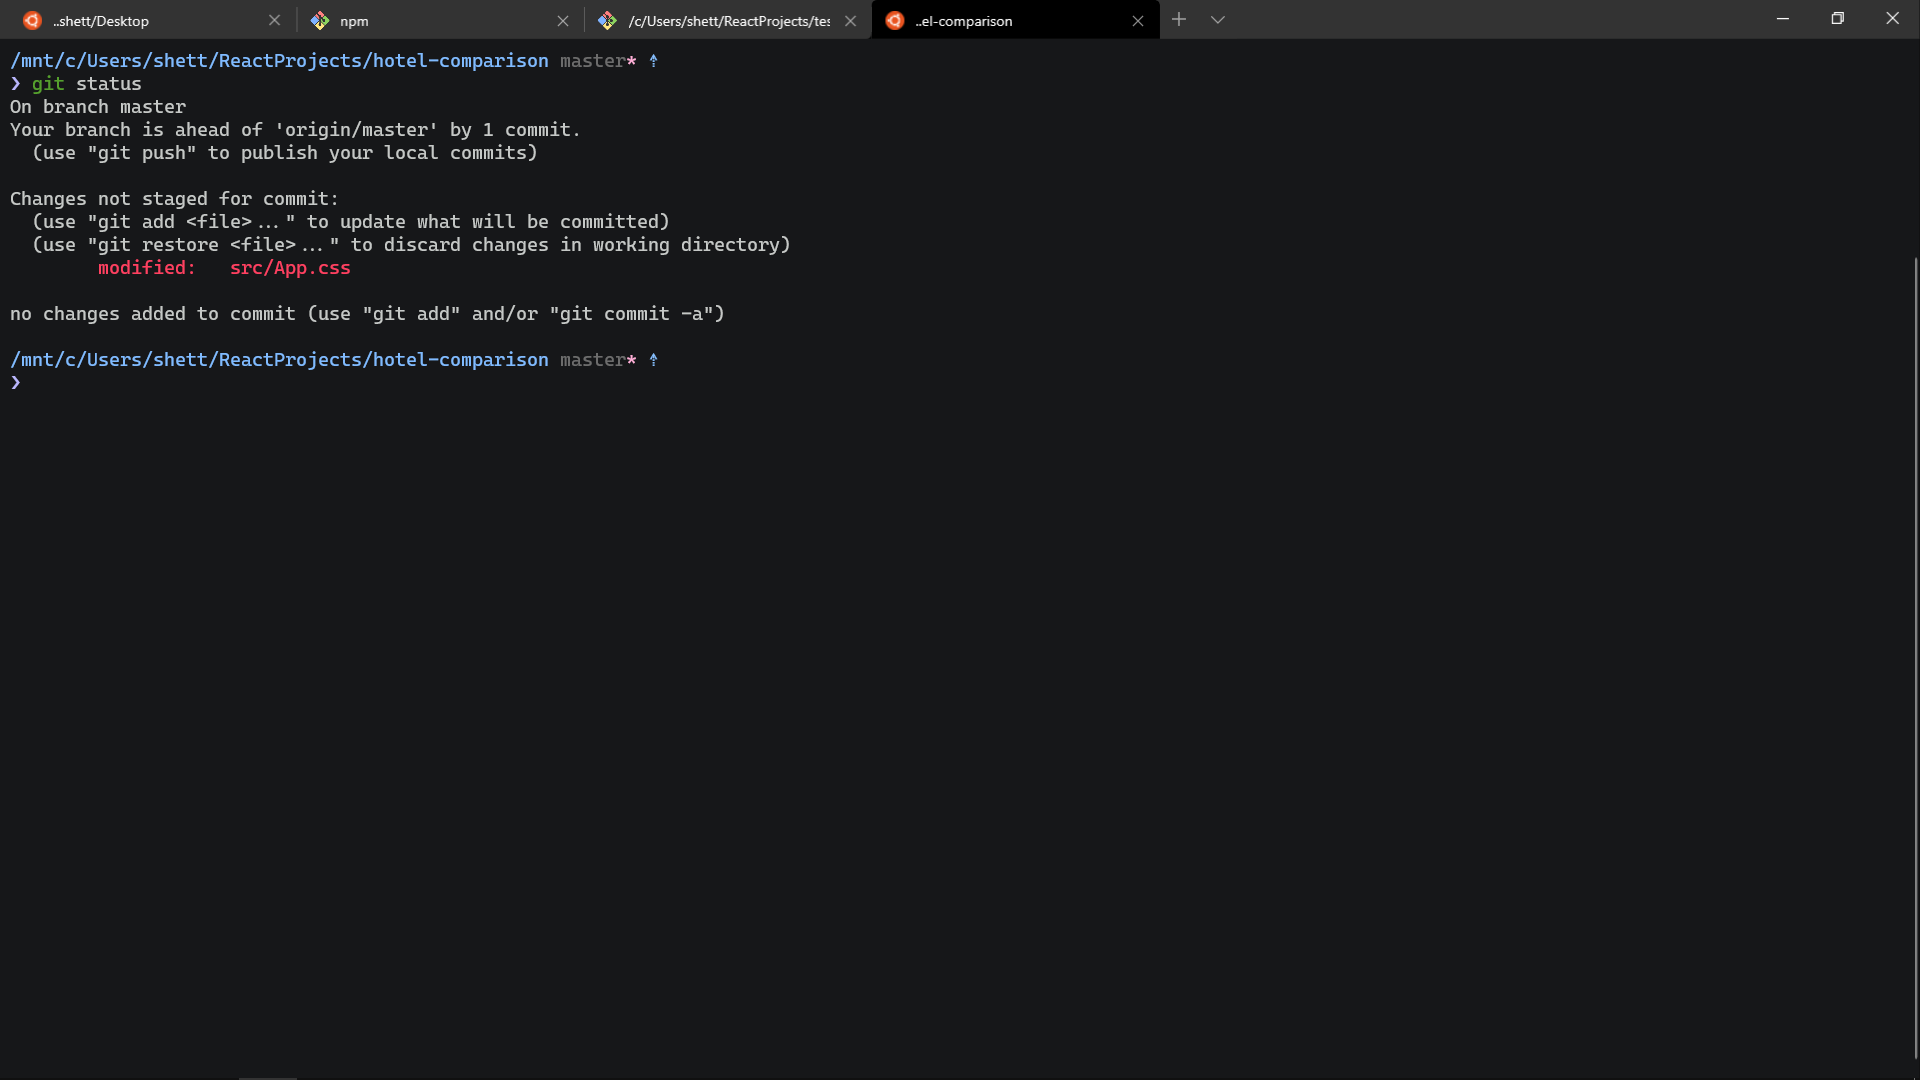 ..shett/Desktop
npm
/c/Users/shett/ReactProjects/tes
..el-comparison
/mnt/c/Users/shett/ReactProjects/hotel-comparison master* ⇡
❯ git status
On branch master
Your branch is ahead of 'origin/master' by 1 commit.
  (use "git push" to publish your local commits)
Changes not staged for commit:
  (use "git add <file>..." to update what will be committed)
  (use "git restore <file>..." to discard changes in working directory)
        modified:   src/App.css
no changes added to commit (use "git add" and/or "git commit -a")
/mnt/c/Users/shett/ReactProjects/hotel-comparison master* ⇡
❯